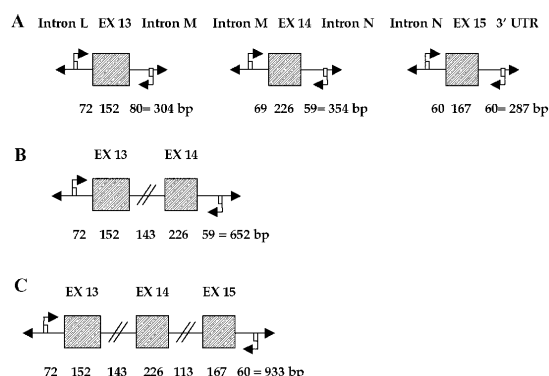 A Intron L EX 13 Intron M Intron M EX 14 Intron N Intron N EX 15 3′ UTR
72 152 80= 304 bp 69 226 59= 354 bp 60 167 60= 287 bp
B
EX 13 EX 14
72 152 143 226 59 = 652 bp
C
EX 13 EX 14 EX 15
72 152 143 226 113 167 60 = 933 bp